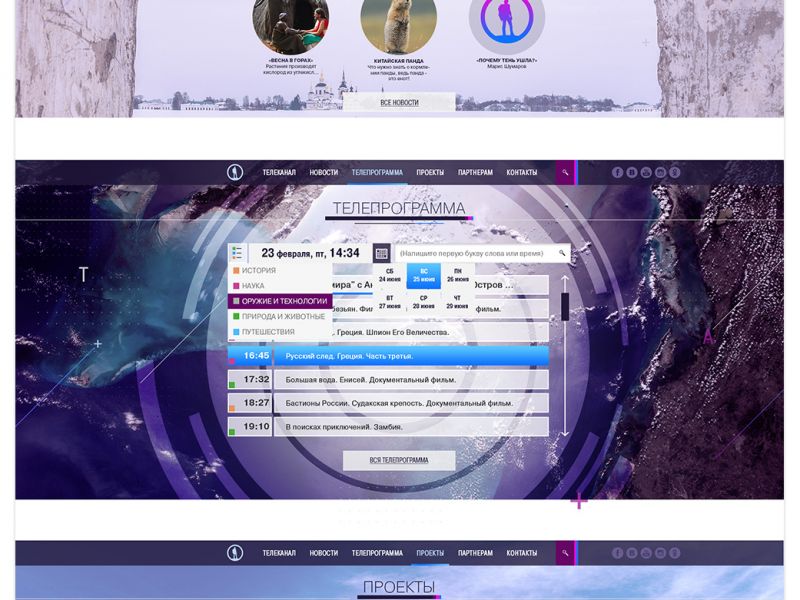 «ВЕСНА В ГОРАХ»
Растения производят
кислород из углекисл...
КИТАЙСКАЯ ПАНДА
Что нужно знать о кормле-
нии панды, ведь панда -
это енот!
«ПОЧЕМУ ТЕНЬ УШЛА?»
Марис Шумаров
ВСЕ НОВОСТИ
ТЕЛЕКАНАЛ НОВОСТИ ТЕЛЕПРОГРАММА ПРОЕКТЫ ПАРТНЕРАМ КОНТАКТЫ
ТЕЛЕПРОГРАММА
23 февраля, пт, 14:34
(Напишите первую букву слова или время)
ИСТОРИЯ
НАУКА
ОРУЖИЕ И ТЕХНОЛОГИИ
ПРИРОДА И ЖИВОТНЫЕ
ПУТЕШЕСТВИЯ
СБ
24 июня
ВС
25 июня
ПН
26 июня
ВТ
27 июня
СР
28 июня
ЧТ
29 июня
мира" с Ан Остров ...
езьян. Фил фильм.
. Греция. Шпион Его Величества.
16:45 Русский след. Греция. Часть третья.
17:32 Большая вода. Енисей. Документальный фильм.
18:27 Бастионы России. Судакская крепость. Документальный фильм.
19:10 В поисках приключений. Замбия.
ВСЯ ТЕЛЕПРОГРАММА
Т
А
ТЕЛЕКАНАЛ НОВОСТИ ТЕЛЕПРОГРАММА ПРОЕКТЫ ПАРТНЕРАМ КОНТАКТЫ
ПРОЕКТЫ